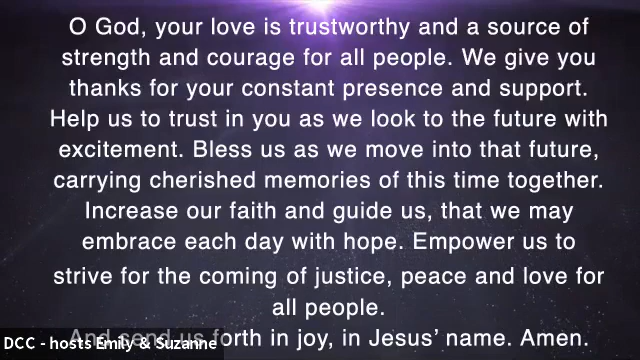 O God, your love is trustworthy and a source of
strength and courage for all people. We give you
thanks for your constant presence and support.
Help us to trust in you as we look to the future with
excitement. Bless us as we move into that future,
carrying cherished memories of this time together.
Increase our faith and guide us, that we may
embrace each day with hope. Empower us to
strive for the coming of justice, peace and love for
all people.
And send us forth in joy, in Jesus’ name. Amen.
DCC - hosts Emily & Suzanne